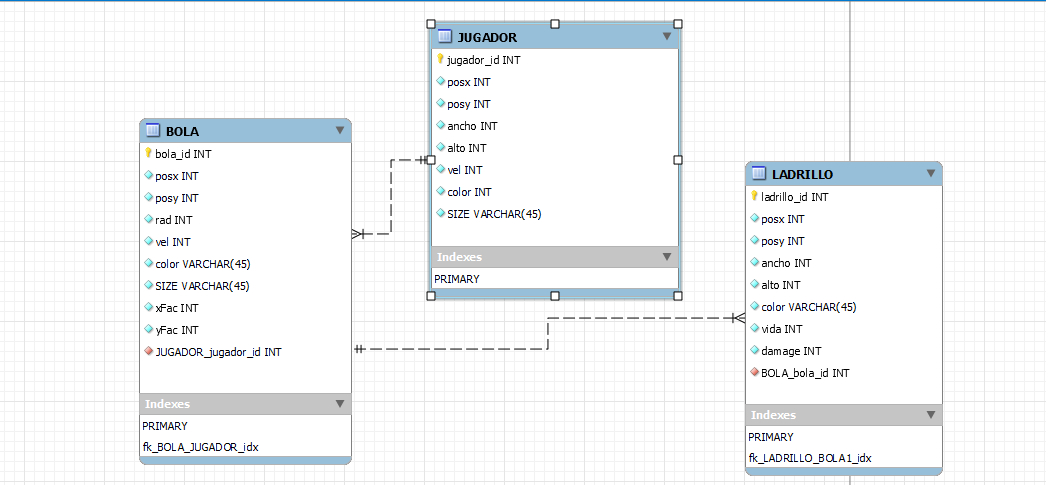 JUGADOR
jugador_id INT
posx INT
posy INT
ancho INT
alto INT
vel INT
color INT
SIZE VARCHAR(45)
Indexes
PRIMARY
BOLA
bola_id INT
posx INT
posy INT
rad INT
vel INT
color VARCHAR(45)
SIZE VARCHAR(45)
xFac INT
yFac INT
JUGADOR_jugador_id INT
Indexes
PRIMARY
fk_BOLA_JUGADOR_idx
LADRILLO
ladrillo_id INT
posx INT
posy INT
ancho INT
alto INT
color VARCHAR(45)
vida INT
damage INT
BOLA_bola_id INT
Indexes
PRIMARY
fk_LADRILLO_BOLA1_idx